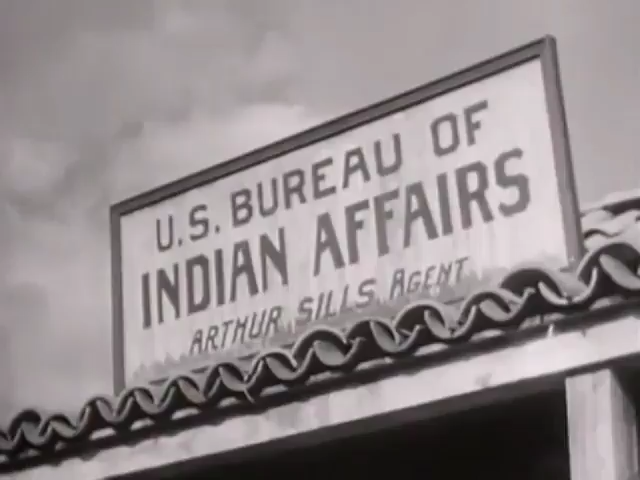 U.S. BUREAU OF
INDIAN AFFAIRS
ARTHUR SILLS, AGENT